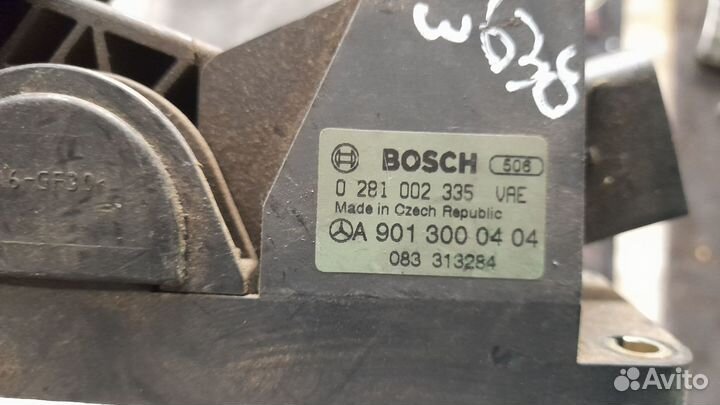 BOSCH 506
0 281 002 335 VAE
Made in Czech Republic
A 901 300 04 04
083 313284
Avito